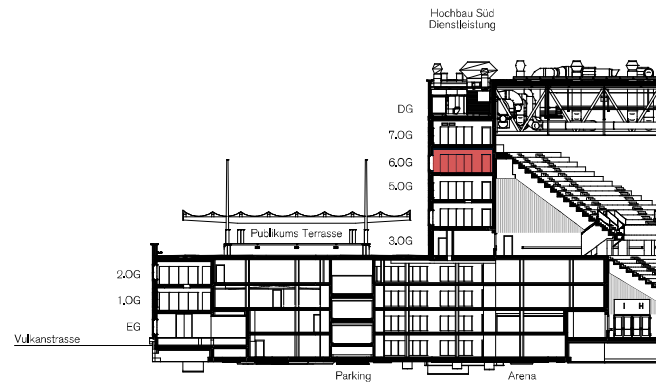 Hochbau Süd
Dienstleistung
DG
7.OG
6.OG
5.OG
Publikums Terrasse
3.OG
2.OG
1.OG
I H
EG
Vulkanstrasse
Parking
Arena